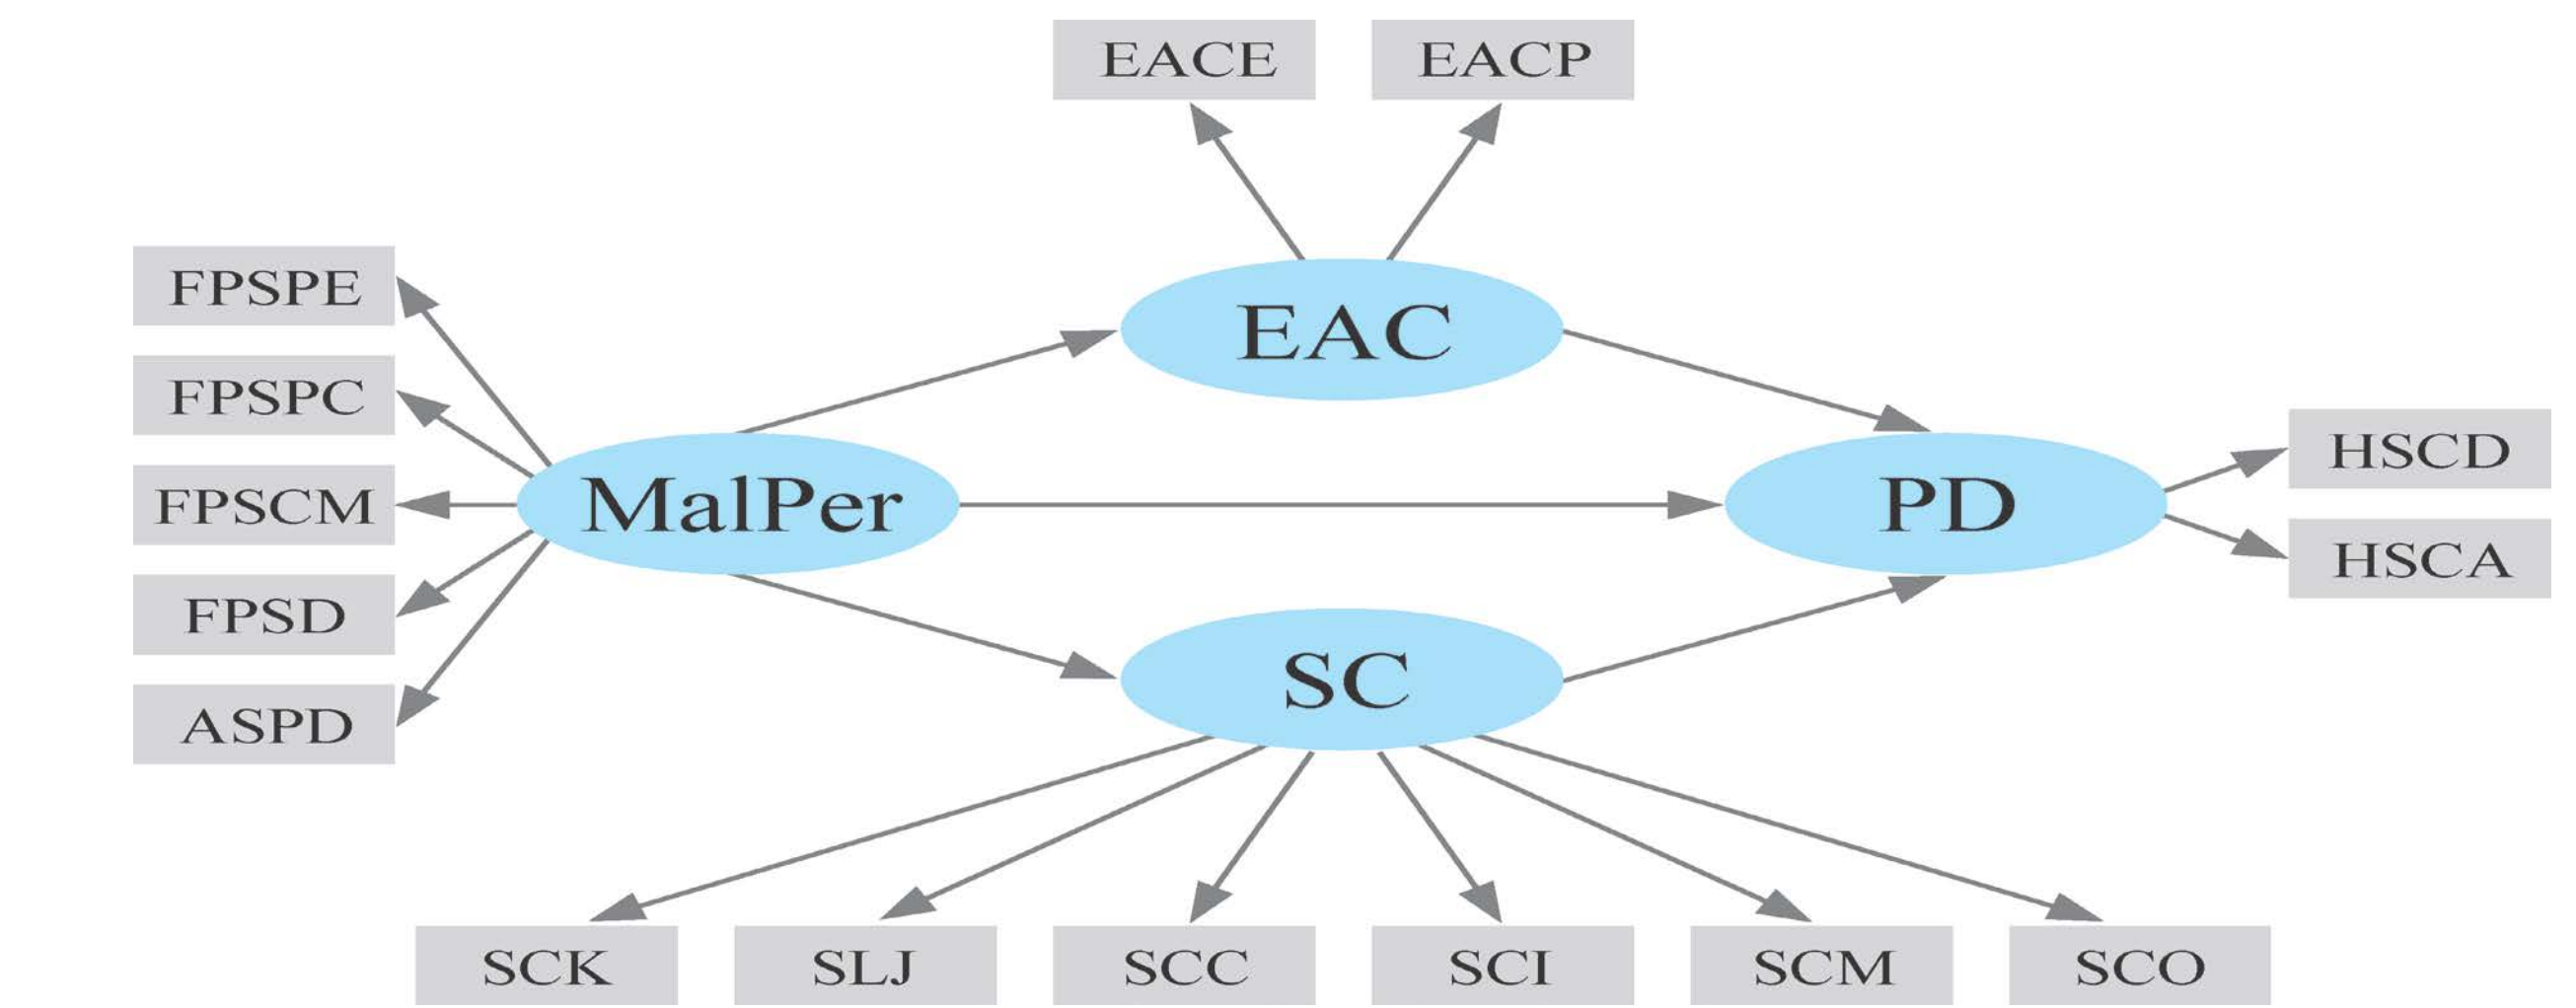 EACE
EACP
FPSPE
FPSPC
FPSCM
FPSD
ASPD
EAC
MalPer
PD
SC
HSCD
HSCA
SCK
SLJ
SCC
SCI
SCM
SCO